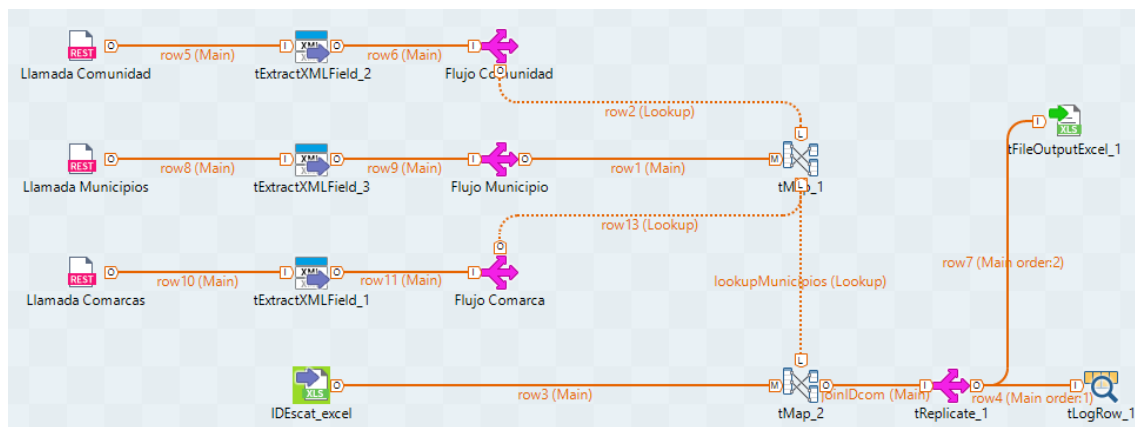 REST
O
row5 (Main)
I
XML
O
row6 (Main)
I
Llamada Comunidad
tExtractXMLField_2
Flujo Comunidad
O
row2 (Lookup)
L
REST
O
row8 (Main)
I
XML
O
row9 (Main)
I
O
row1 (Main)
M
Llamada Municipios
tExtractXMLField_3
Flujo Municipio
tMap_1
L
I
XLS
tFileOutputExcel_1
row13 (Lookup)
O
REST
O
row10 (Main)
I
XML
O
row11 (Main)
I
Llamada Comarcas
tExtractXMLField_1
Flujo Comarca
lookupMunicipios (Lookup)
row7 (Main order:2)
L
XLS
O
row3 (Main)
M
O
joinIDcom (Main)
I
O
row4 (Main order:1)
I
IDEscat_excel
tMap_2
tReplicate_1
tLogRow_1